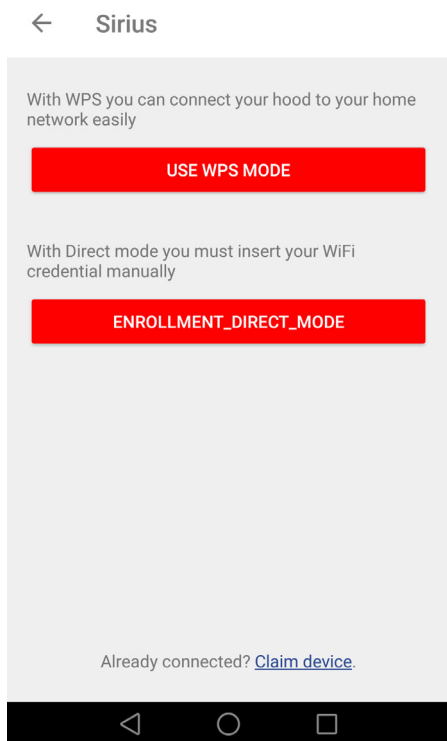 Sirius
With WPS you can connect your hood to your home
network easily
USE WPS MODE
With Direct mode you must insert your WiFi
credential manually
ENROLLMENT_DIRECT_MODE
Already connected? Claim device.